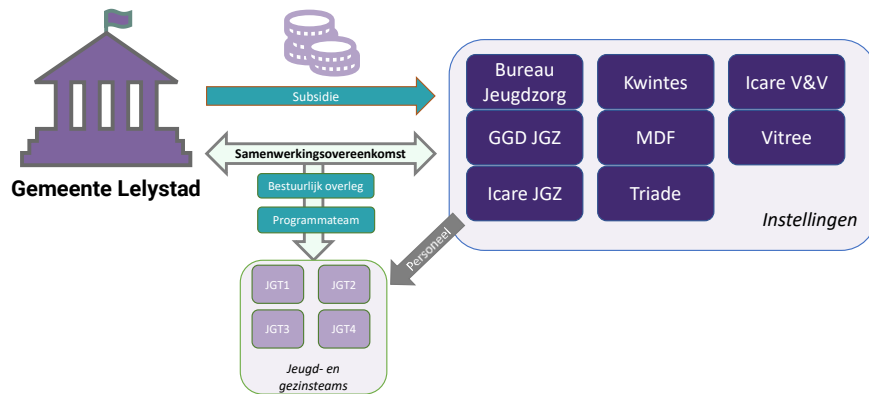 Gemeente Lelystad
Subsidie
Samenwerkingsovereenkomst
Bestuurlijk overleg
Programmateam
JGT1
JGT2
JGT3
JGT4
Jeugd- en
gezinsteams
Personeel
Bureau
Jeugdzorg
Kwintes
Icare V&V
GGD JGZ
MDF
Vitree
Icare JGZ
Triade
Instellingen